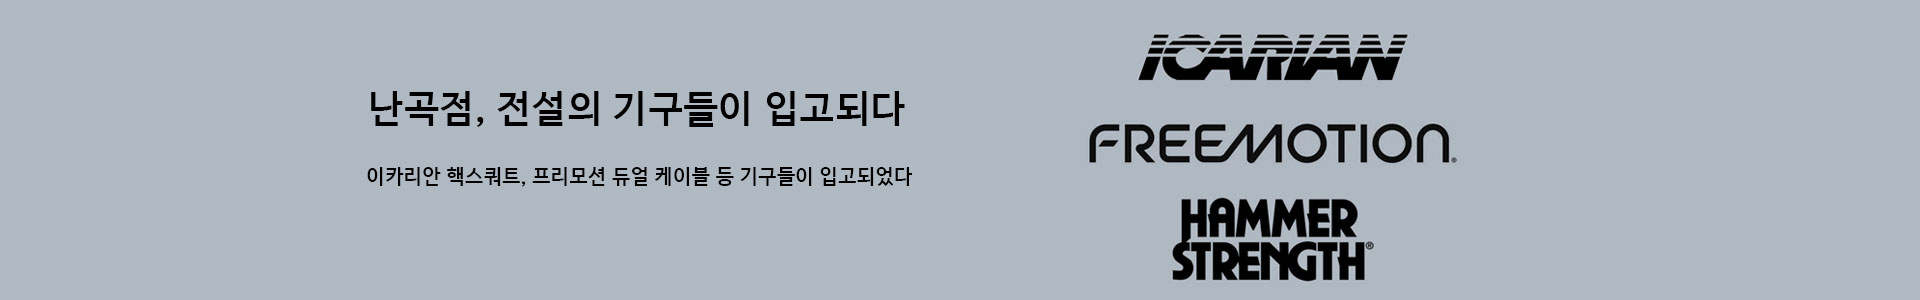 난곡점, 전설의 기구들이 입고되다
이카리안 핵스쿼트, 프리모션 듀얼 케이블 등 기구들이 입고되었다
ICARIAN
FREEMOTION®
HAMMER
STRENGTH®